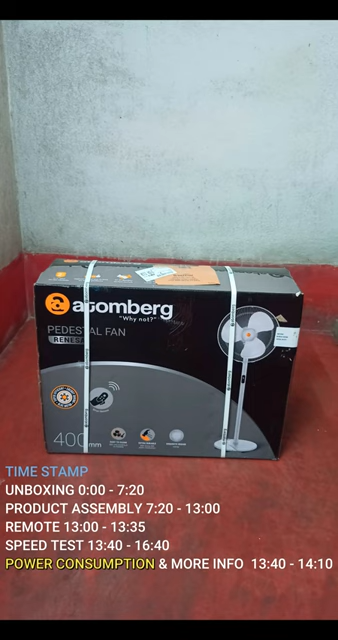 atomberg
"Why not?"
PEDESTAL FAN
400mm
TIME STAMP
UNBOXING 0:00 - 7:20
PRODUCT ASSEMBLY 7:20 - 13:00
REMOTE 13:00 - 13:35
SPEED TEST 13:40 - 16:40
POWER CONSUMPTION & MORE INFO 13:40 - 14:10